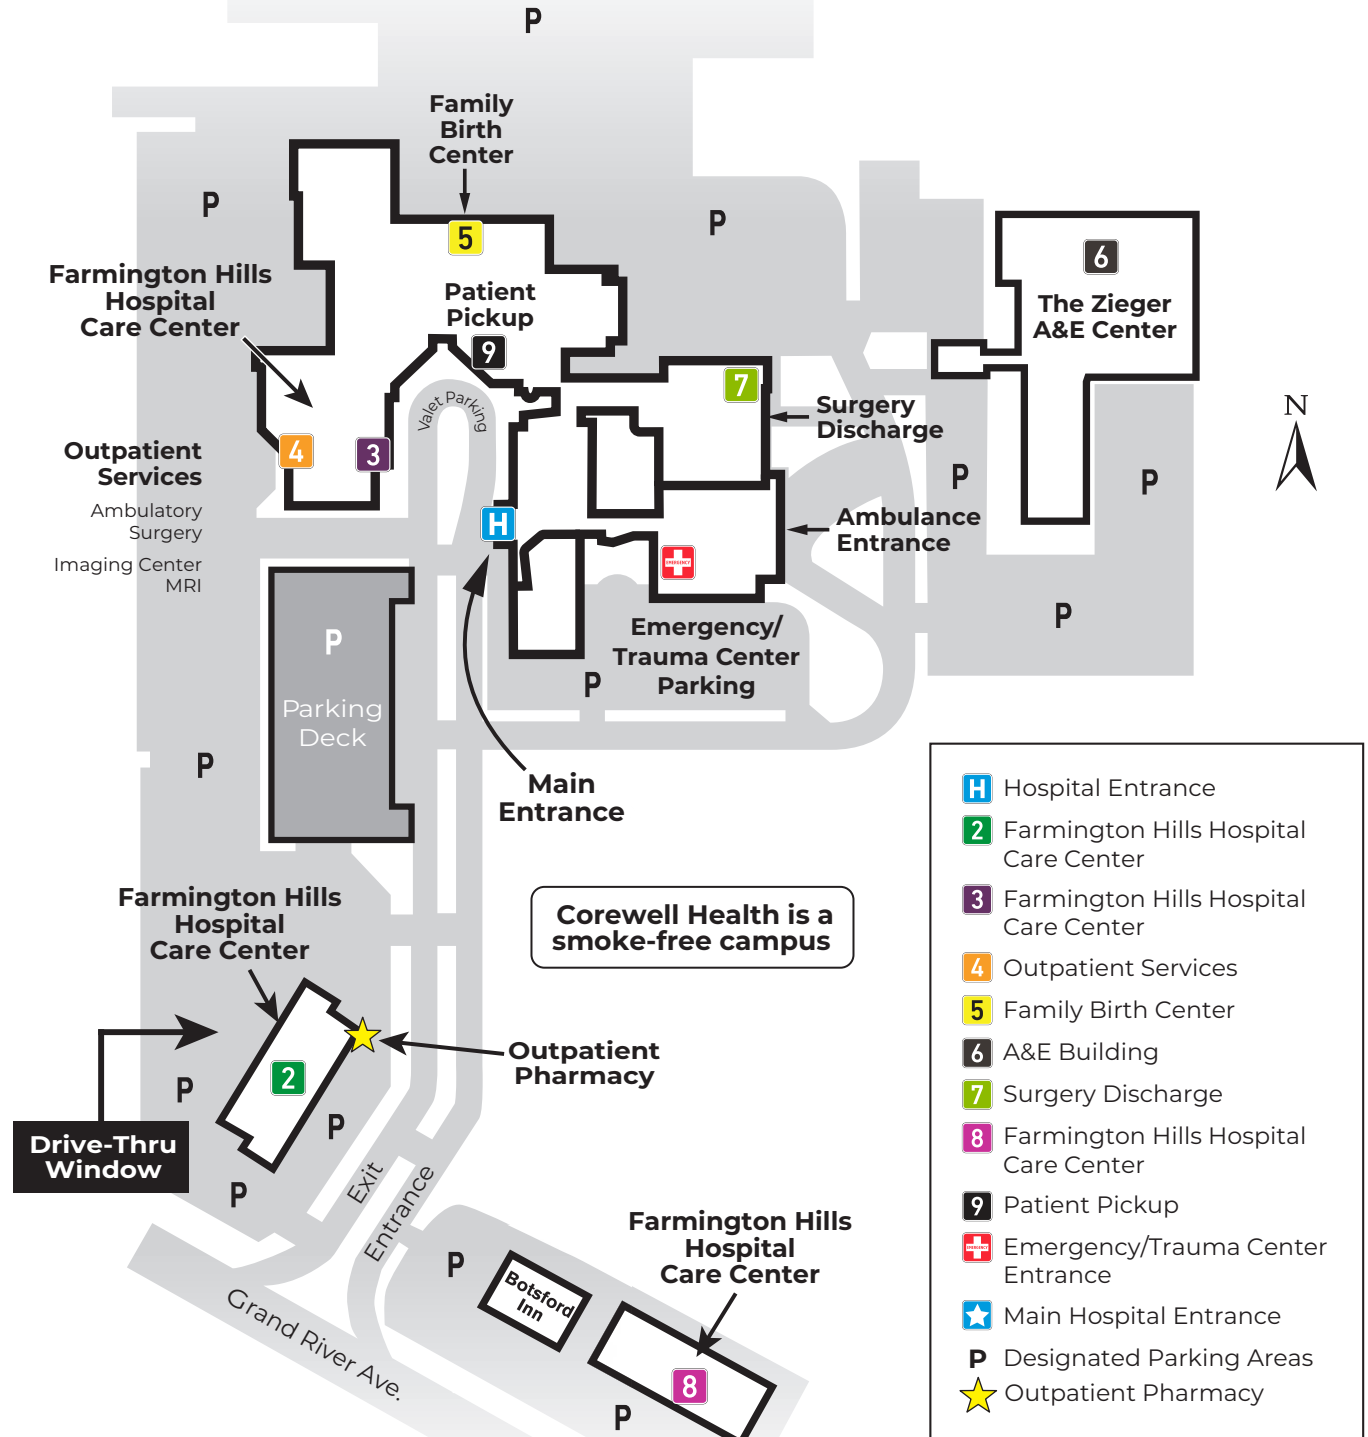 P
Family
Birth
Center
P
P
5
6
Farmington Hills
Hospital
Care Center
Patient
Pickup
9
The Zieger
A&E Center
7
Valet Parking
Surgery
Discharge
N
4
3
Outpatient
Services
Ambulatory
Surgery
Imaging Center
MRI
P
P
H
Ambulance
Entrance
EMERGENCY
P
P
Parking
Deck
Emergency/
Trauma Center
Parking
P
P
Main
Entrance
Farmington Hills
Hospital
Care Center
Corewell Health is a
smoke-free campus
Outpatient
Pharmacy
2
P
P
Drive-Thru
Window
P
Exit
Entrance
Grand River Ave.
P
Botsford
Inn
Farmington Hills
Hospital
Care Center
8
P
H Hospital Entrance
2 Farmington Hills Hospital
Care Center
3 Farmington Hills Hospital
Care Center
4 Outpatient Services
5 Family Birth Center
6 A&E Building
7 Surgery Discharge
8 Farmington Hills Hospital
Care Center
9 Patient Pickup
EMERGENCY Emergency/Trauma Center
Entrance
Main Hospital Entrance
P Designated Parking Areas
Outpatient Pharmacy